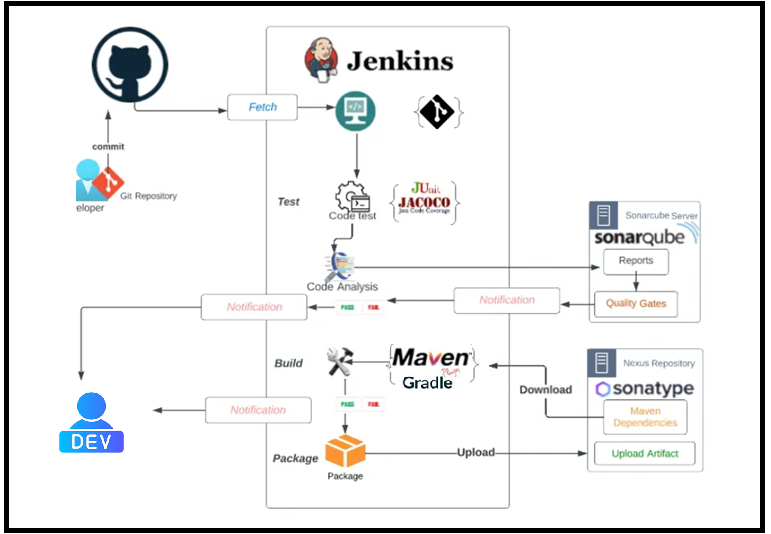 Jenkins
Fetch
commit
eloper
Git Repository
Test
JUnit
JACOCO
Java Code Coverage
Code test
Sonarcube Server
sonarqube
Reports
Quality Gates
Code Analysis
Notification
PASS FAIL
Notification
Build
Maven
Gradle
Nexus Repository
sonatype
Download
Maven
Dependencies
Notification
PASS FAIL
DEV
Package
Package
Upload
Upload Artifact